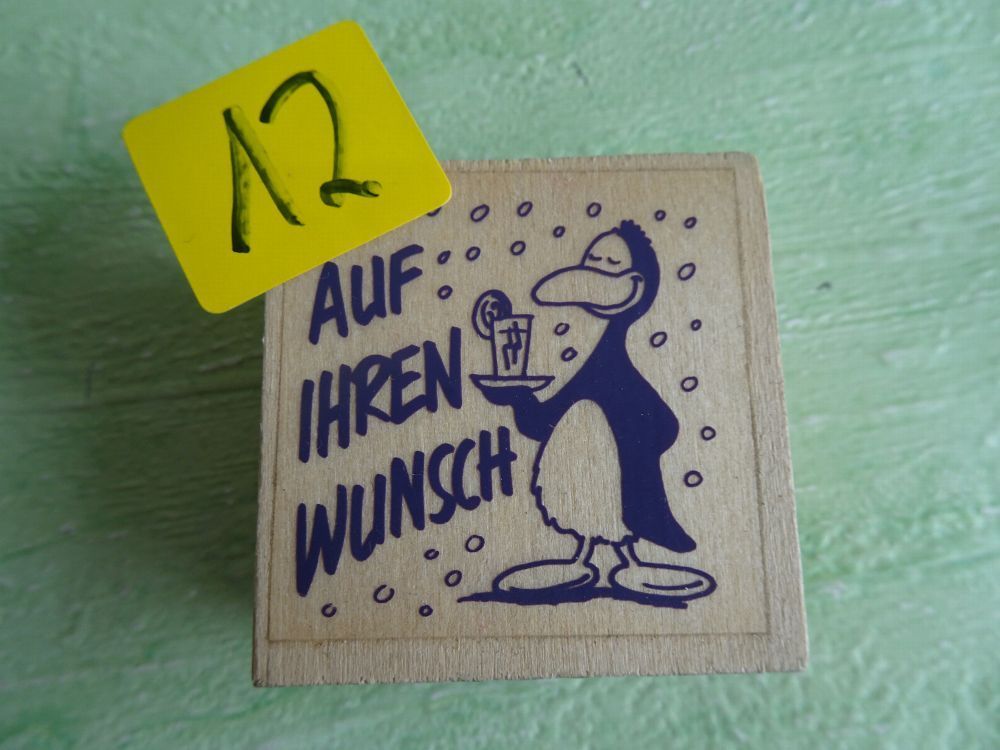 12
AUF
IHREN
WUNSCH